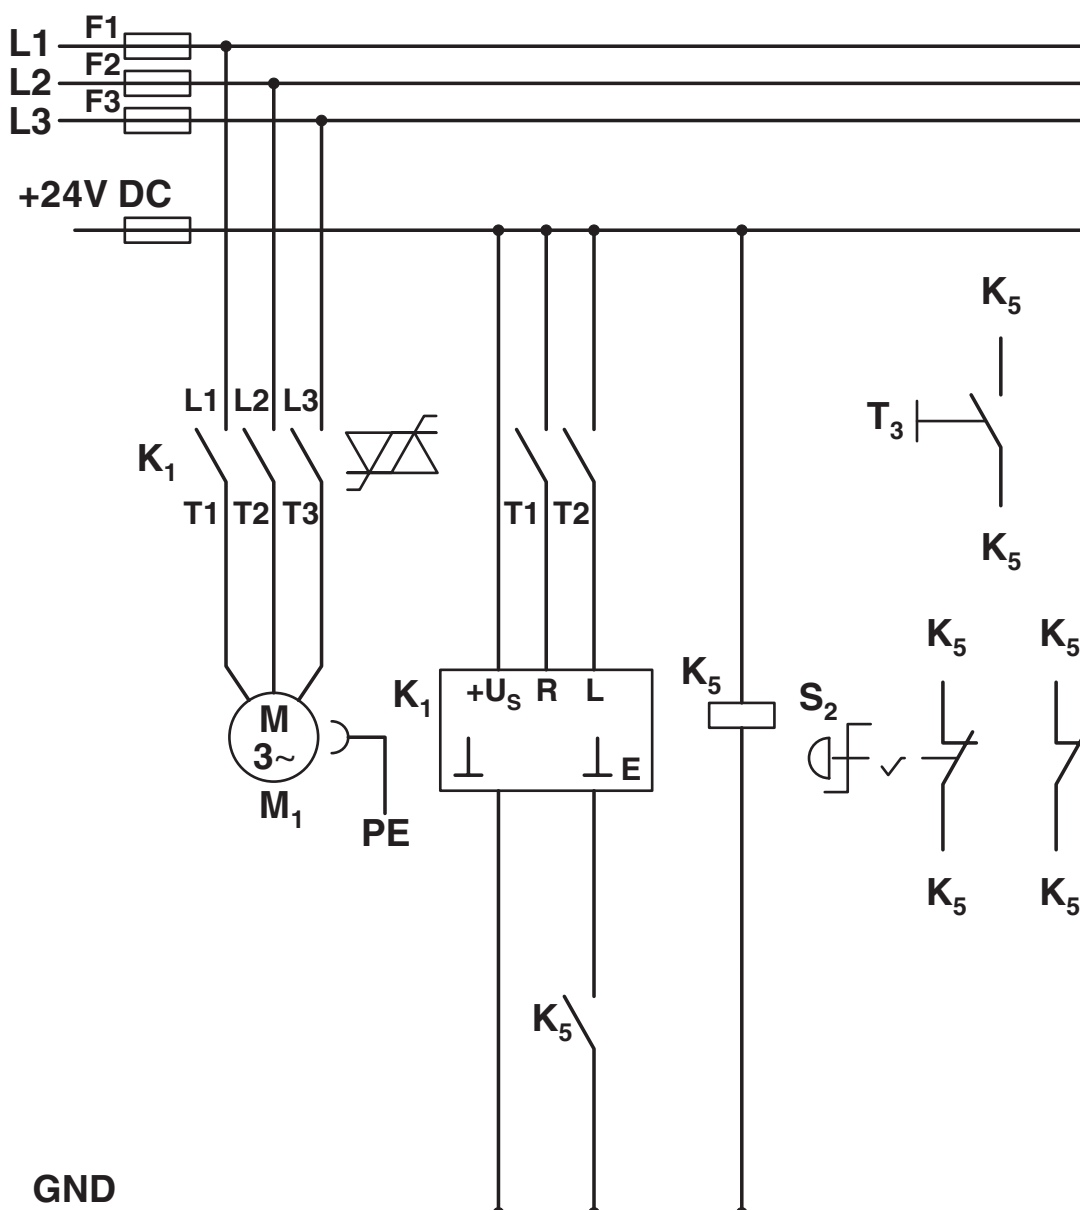 F1
L1
F2
L2
F3
L3
+24V DC
K5
L1 L2 L3
T3
K1
T1 T2 T3 T1 T2
K5
K5 K5
K5
K1 +US R L
S2
M
3~
E
M1
PE
K5 K5
K5
GND